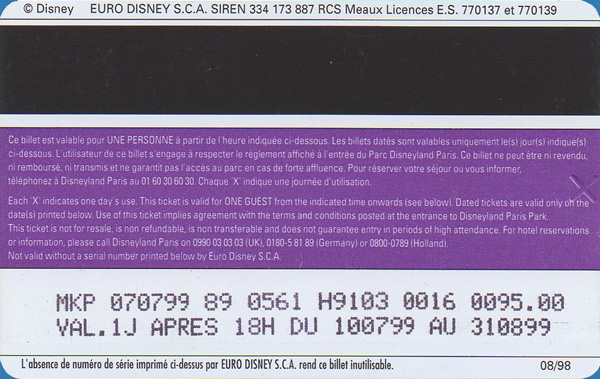 © Disney EURO DISNEY S.C.A. SIREN 334 173 887 RCS Meaux Licences E.S. 770137 et 770139
Ce billet est valable pour UNE PERSONNE à partir de l'heure indiquée ci-dessous. Les billets datés sont valables uniquement le(s) jour(s) indiqué(s)
ci-dessous. L'utilisateur de ce billet s'engage à respecter le règlement affiché à l'entrée du Parc Disneyland Paris. Ce billet ne peut être ni revendu,
ni remboursé, ni transmis et ne garantit pas l'accès au parc en cas de forte affluence. Pour réserver votre séjour ou vous informer,
téléphonez à Disneyland Paris au 01 60 30 60 30. Chaque 'X' indique une journée d'utilisation.
Each 'X' indicates one day's use. This ticket is valid for ONE GUEST from the indicated time onwards (see below). Dated tickets are valid only on the
date(s) printed below. Use of this ticket implies agreement with the terms and conditions posted at the entrance to Disneyland Paris Park.
This ticket is not for resale, is non refundable, is non transferable and does not guarantee entry in periods of high attendance. For hotel reservations
or information, please call Disneyland Paris on 0990 03 03 03 (UK), 0180-5 81 89 (Germany) or 0800-0789 (Holland).
Not valid without a serial number printed below by Euro Disney S.C.A.
MKP 070799 89 0561 H9103 0016 0095.00
VAL.1J APRES 18H DU 100799 AU 310899
L'absence de numéro de série imprimé ci-dessus par EURO DISNEY S.C.A. rend ce billet inutilisable.
08/98